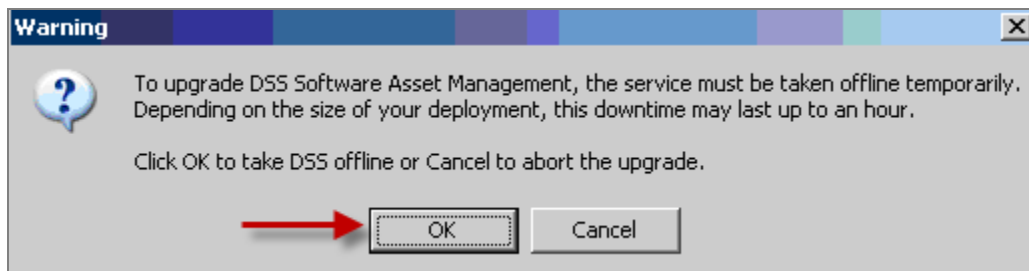 Warning
To upgrade DSS Software Asset Management, the service must be taken offline temporarily.
Depending on the size of your deployment, this downtime may last up to an hour.
Click OK to take DSS offline or Cancel to abort the upgrade.
OK
Cancel